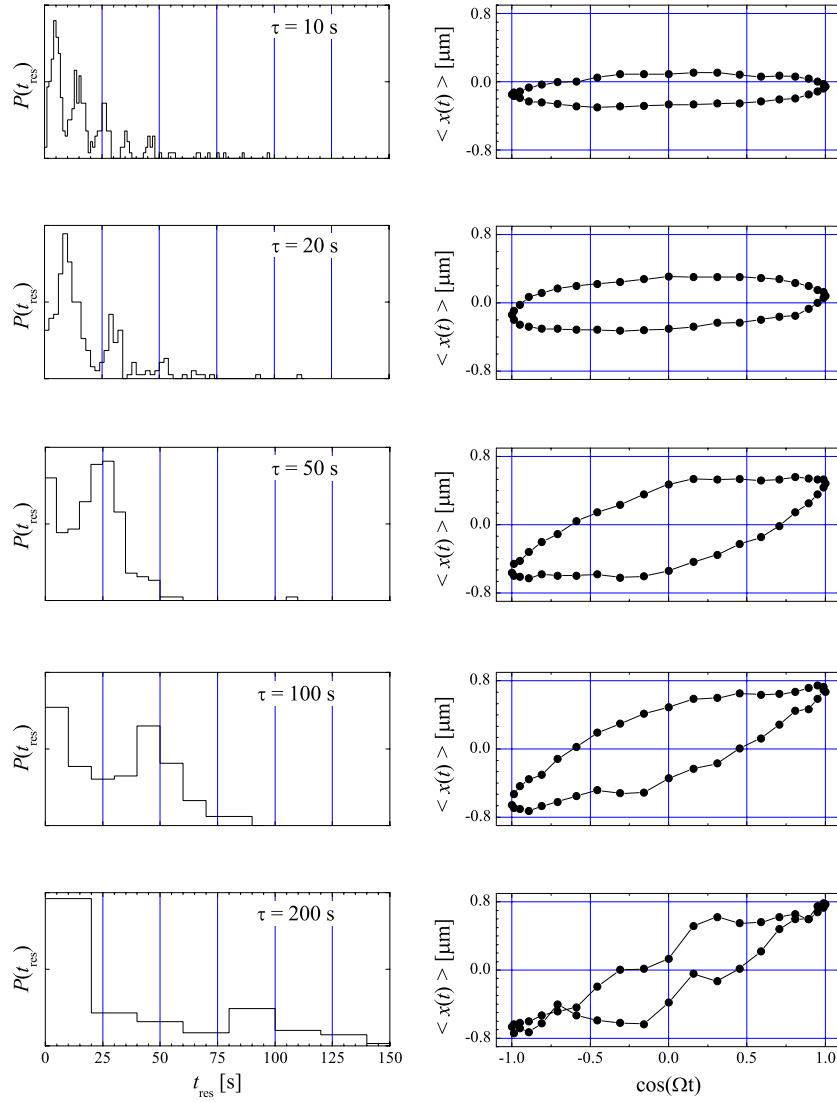 τ = 10 s
P(t_res)
0.8
0.0
-0.8
< x(t) > [µm]
τ = 20 s
P(t_res)
0.8
0.0
-0.8
< x(t) > [µm]
τ = 50 s
P(t_res)
0.8
0.0
-0.8
< x(t) > [µm]
τ = 100 s
P(t_res)
0.8
0.0
-0.8
< x(t) > [µm]
τ = 200 s
P(t_res)
0.8
0.0
-0.8
< x(t) > [µm]
0 25 50 75 100 125 150
t_res [s]
-1.0 -0.5 0.0 0.5 1.0
cos(Ωt)